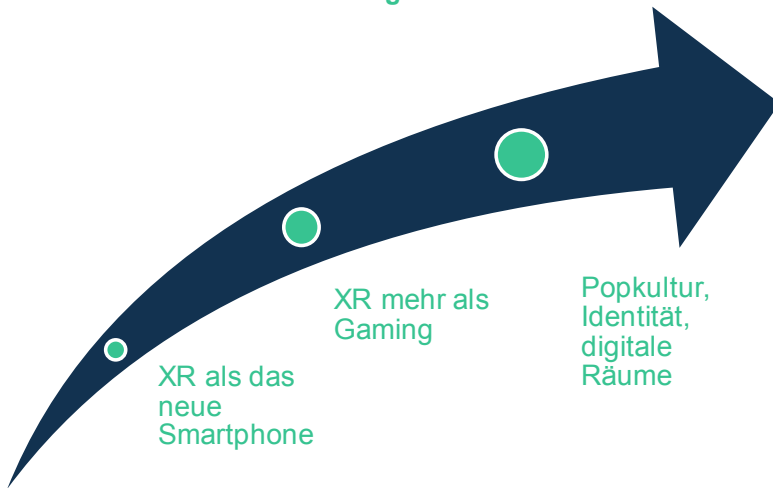 XR mehr als
Gaming
Popkultur,
Identität,
digitale
Räume
XR als das
neue
Smartphone